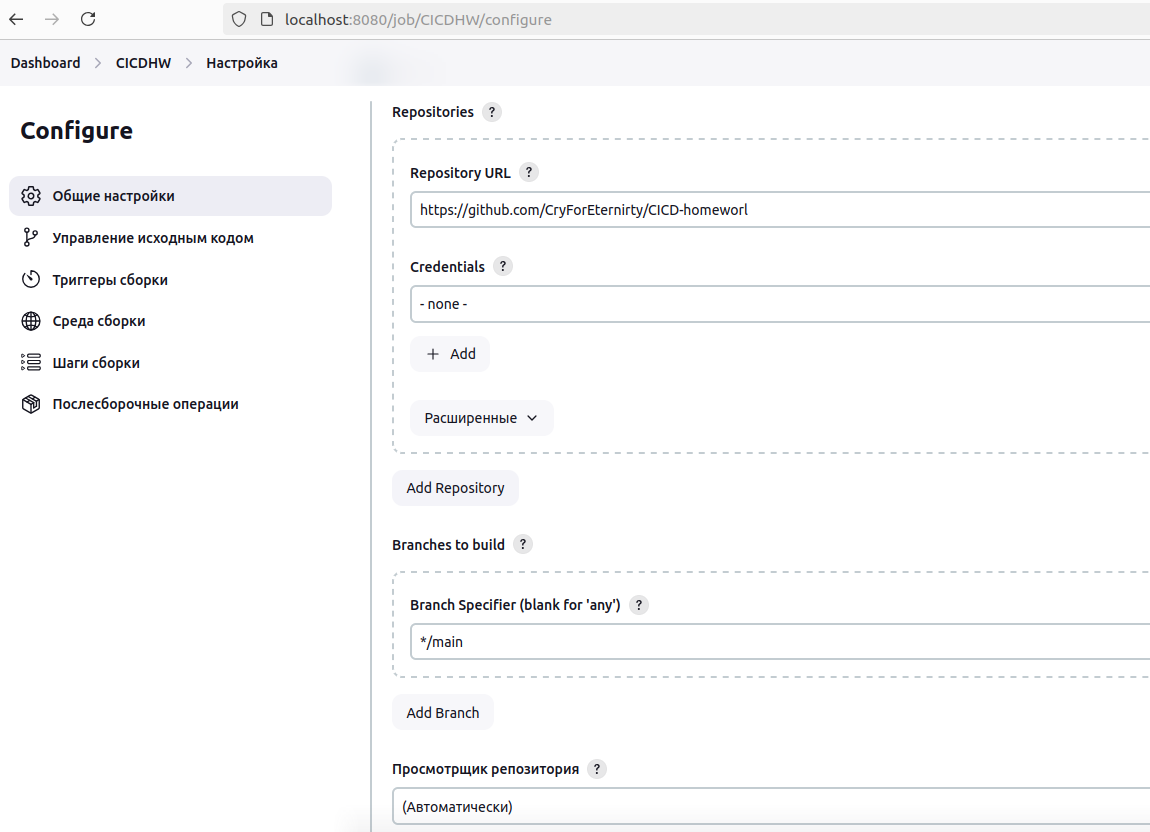 localhost:8080/job/CICDHW/configure
Dashboard > CICDHW > Настройка
Configure
Общие настройки
Управление исходным кодом
Триггеры сборки
Среда сборки
Шаги сборки
Послесборочные операции
Repositories ?
Repository URL ?
https://github.com/CryForEternirty/CICD-homeworl
Credentials ?
- none -
+ Add
Расширенные
Add Repository
Branches to build ?
Branch Specifier (blank for 'any') ?
*/main
Add Branch
Просмотрщик репозитория ?
(Автоматически)